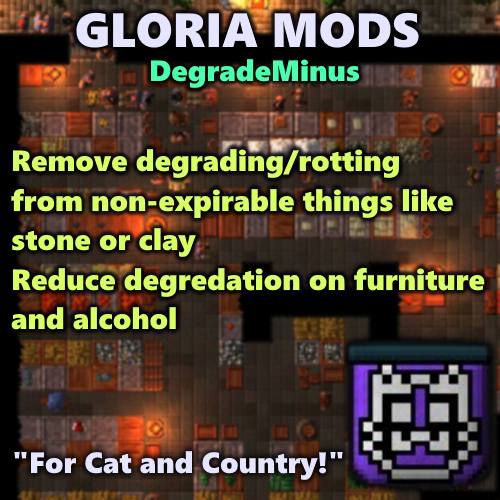 GLORIA MODS
DegradeMinus
Remove degrading/rotting
from non-expirable things like
stone or clay
Reduce degredation on furniture
and alcohol
"For Cat and Country!"